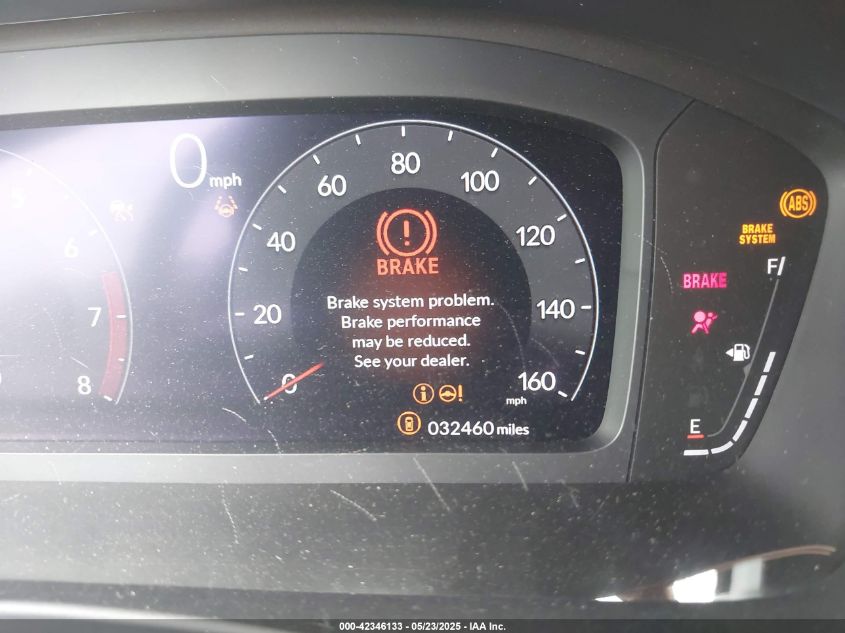 0 mph
5
6
7
8
0
20
40
60
80
100
120
140
160
mph
BRAKE
Brake system problem.
Brake performance
may be reduced.
See your dealer.
032460 miles
ABS
BRAKE
SYSTEM
BRAKE
F
E
000-42346133 - 05/23/2025 - IAA Inc.